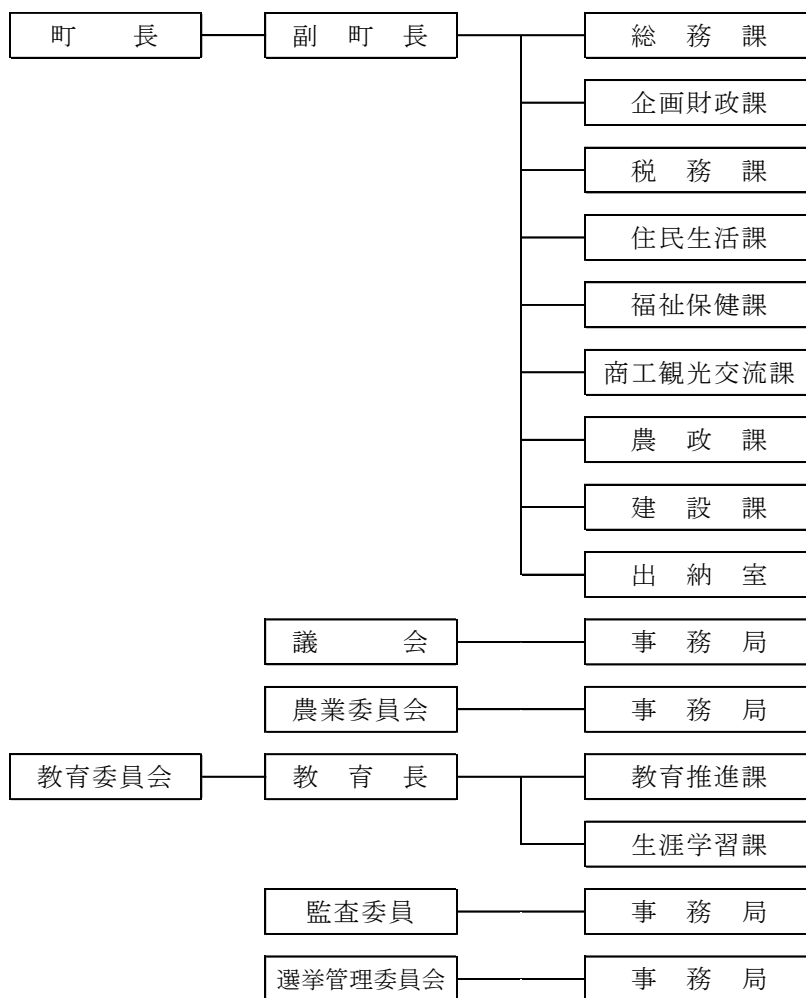 町 長 副 町 長 総 務 課
企画財政課
税 務 課
住民生活課
福祉保健課
商工観光交流課
農 政 課
建 設 課
出 納 室
議 会 事 務 局
農業委員会 事 務 局
教育委員会 教 育 長 教育推進課
生涯学習課
監査委員 事 務 局
選挙管理委員会 事 務 局